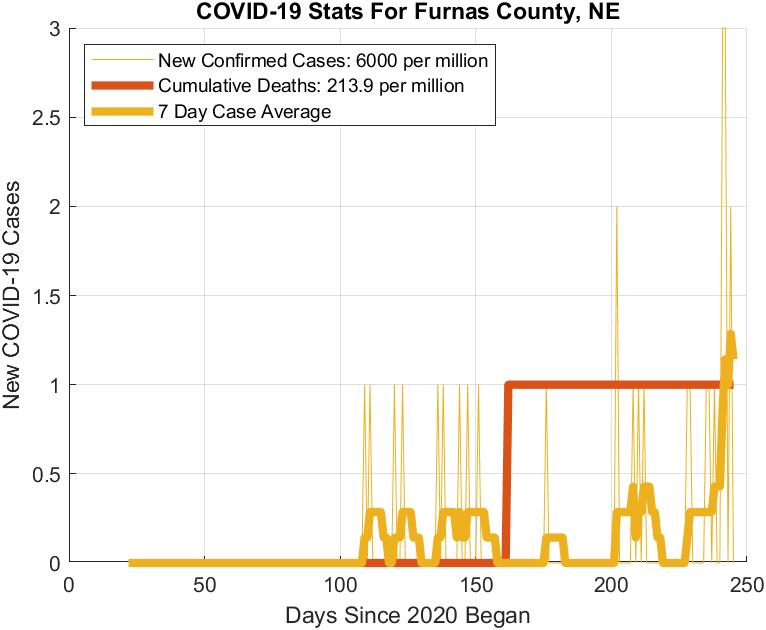 COVID-19 Stats For Furnas County, NE
New Confirmed Cases: 6000 per million
Cumulative Deaths: 213.9 per million
7 Day Case Average
New COVID-19 Cases
3
2.5
2
1.5
1
0.5
0
0 50 100 150 200 250
Days Since 2020 Began